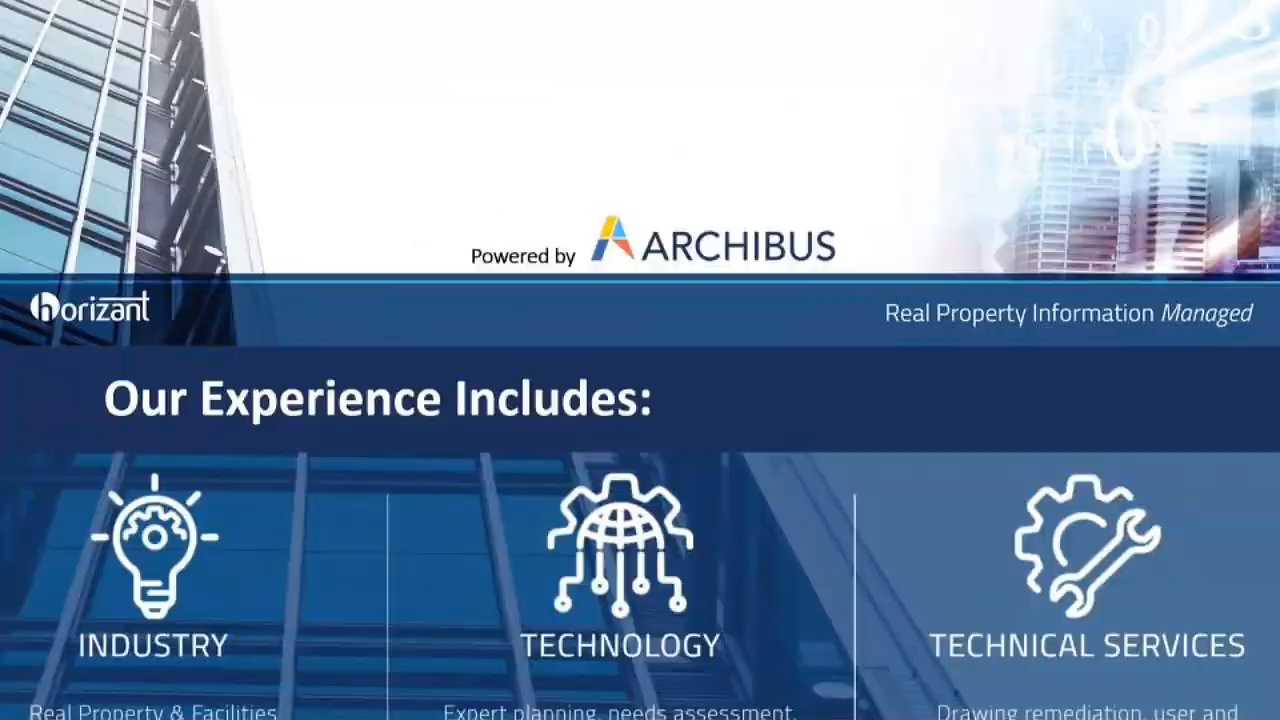 Powered by ARCHIBUS
horizant
Real Property Information Managed
Our Experience Includes:
INDUSTRY
TECHNOLOGY
TECHNICAL SERVICES
Real Property & Facilities
Expert planning, needs assessment,
Drawing remediation, user and